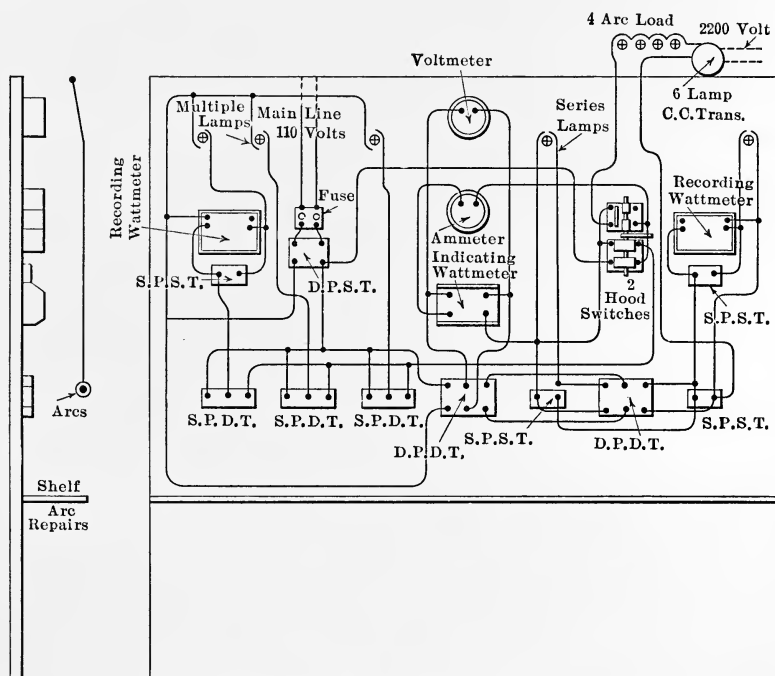 4 Arc Load
2200 Volt
Voltmeter
6 Lamp
C.C.Trans.
Multiple
Lamps
Main Line
110 Volts
Series
Lamps
Recording
Wattmeter
Fuse
Recording
Wattmeter
Ammeter
Indicating
Wattmeter
S.P.S.T.
D.P.S.T.
2
Hood
Switches
S.P.S.T.
Arcs
S.P.D.T.
S.P.D.T.
S.P.D.T.
D.P.D.T.
S.P.S.T.
D.P.D.T.
S.P.S.T.
Shelf
Arc
Repairs